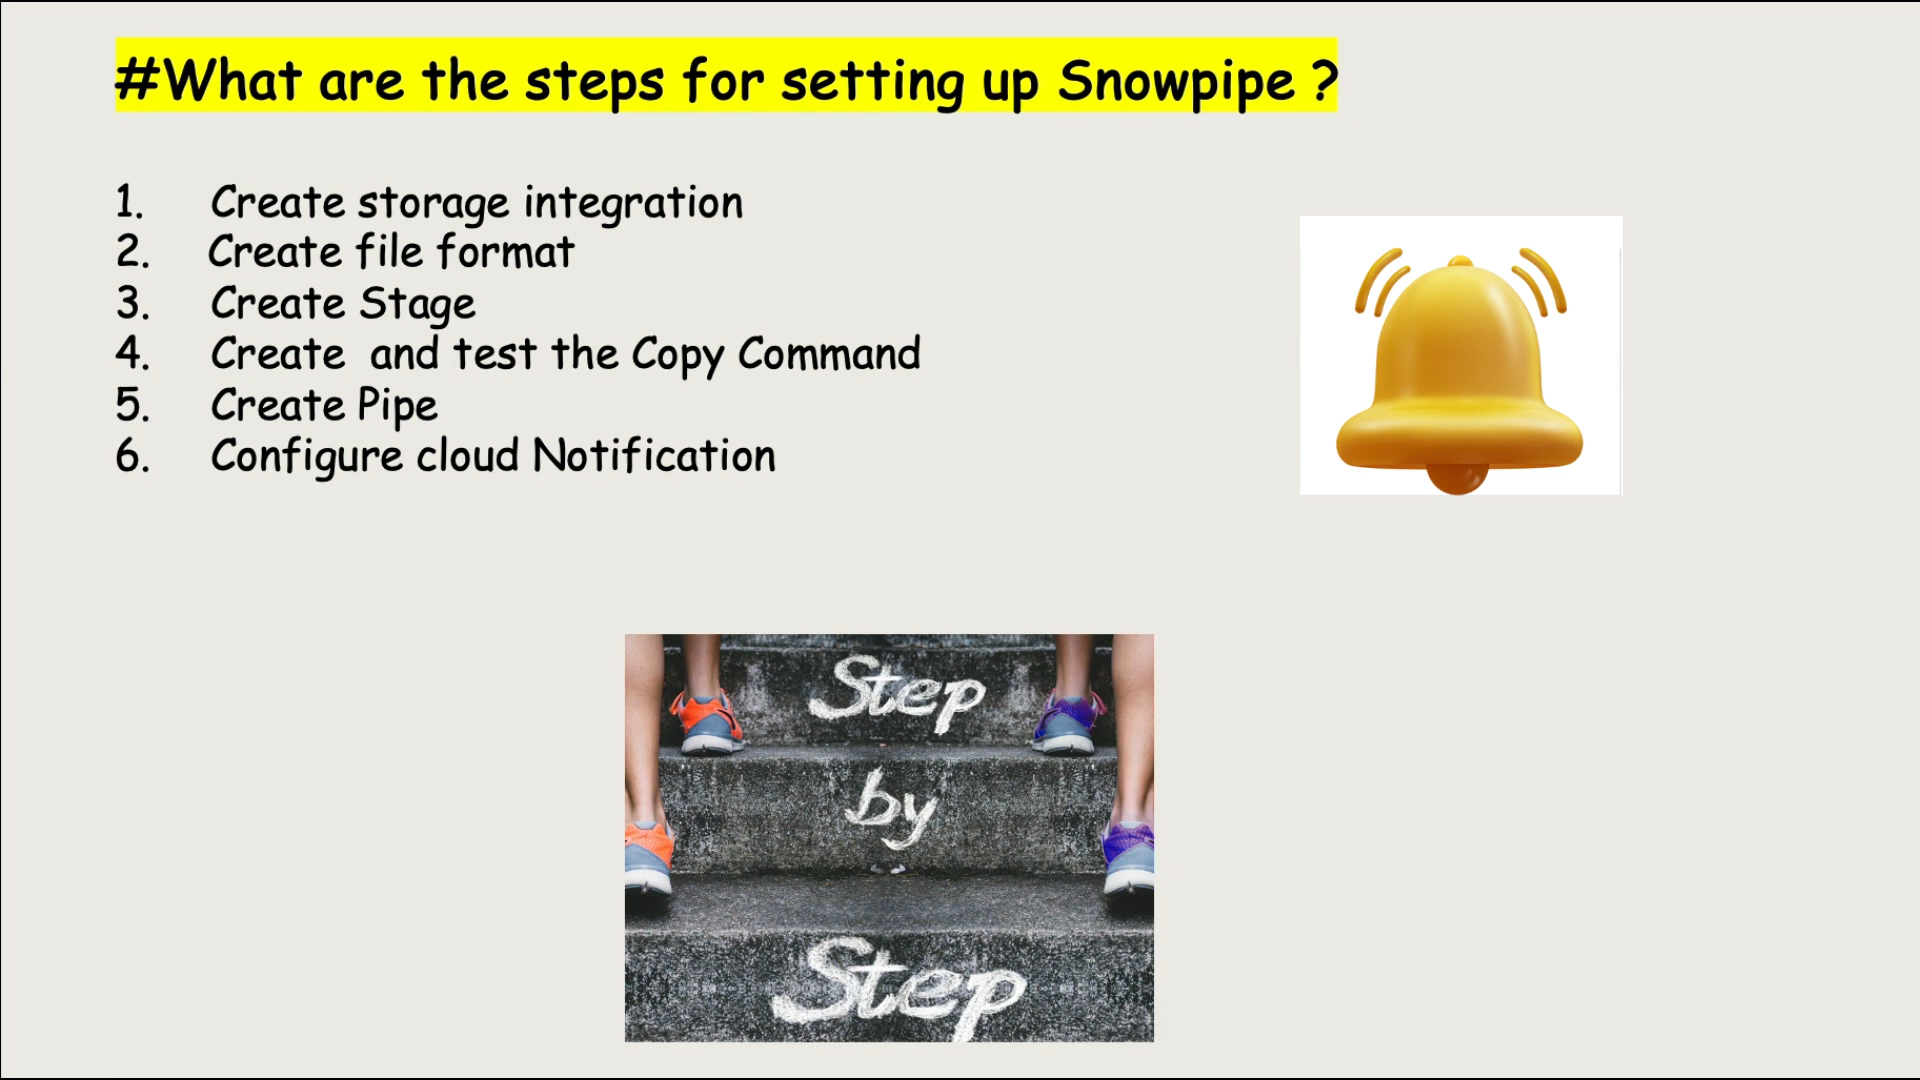 #What are the steps for setting up Snowpipe ?
1. Create storage integration
2. Create file format
3. Create Stage
4. Create and test the Copy Command
5. Create Pipe
6. Configure cloud Notification
Step
by
Step